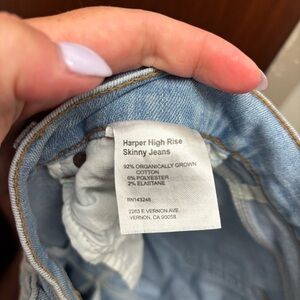 Harper High Rise
Skinny Jeans
92% ORGANICALLY GROWN
COTTON
6% POLYESTER
2% ELASTANE
RN143248
2263 E VERNON AVE.
VERNON, CA 90058